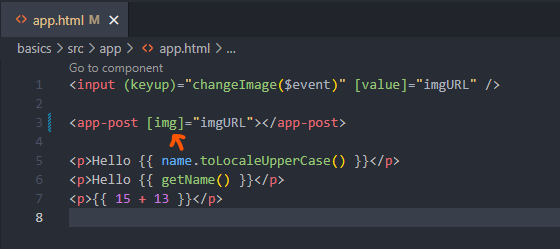 <> app.html M X
basics > src > app > <> app.html > ...
Go to component
1 <input (keyup)="changeImage($event)" [value]="imgURL" />
2
3 <app-post [img]="imgURL"></app-post>
4
5 <p>Hello {{ name.toLocaleUpperCase() }}</p>
6 <p>Hello {{ getName() }}</p>
7 <p>{{ 15 + 13 }}</p>
8